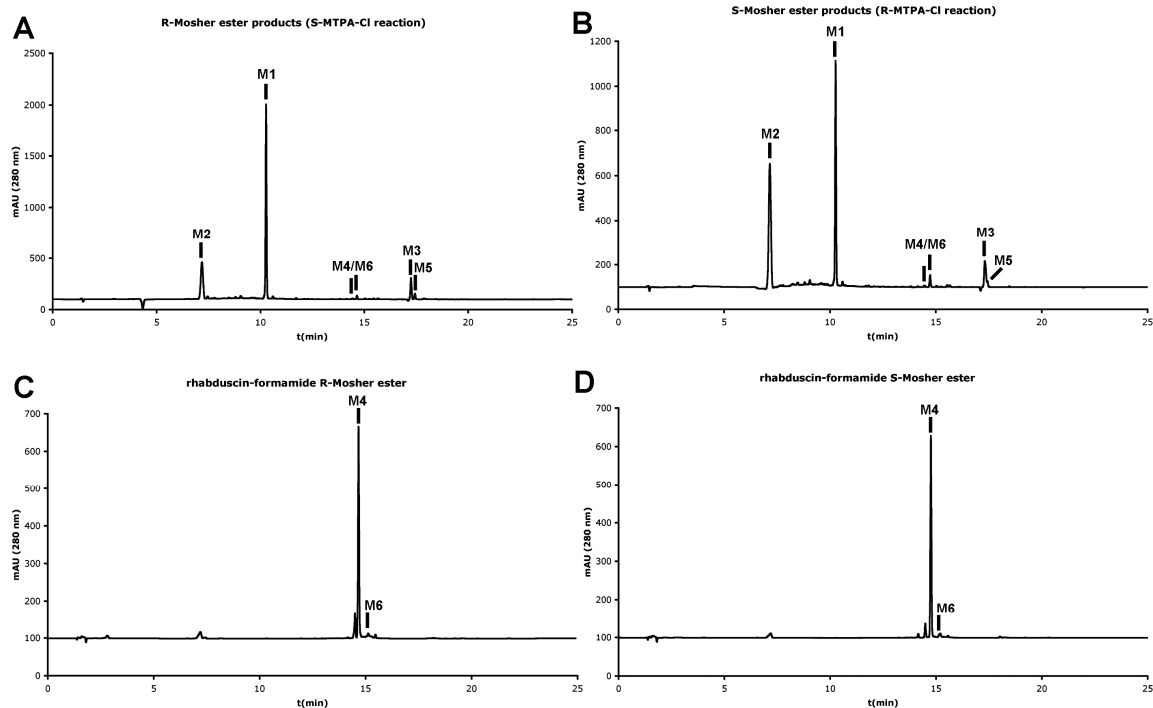 A
R-Mosher ester products (S-MTPA-Cl reaction)
2500
2000
1500
1000
500
0
mAU (280 nm)
M2
M1
M4/M6
M3
M5
0 5 10 15 20 25
t(min)
B
S-Mosher ester products (R-MTPA-Cl reaction)
1200
1000
800
600
400
200
0
mAU (280 nm)
M2
M1
M4/M6
M3
M5
0 5 10 15 20 25
t(min)
C
rhabduscin-formamide R-Mosher ester
700
600
500
400
300
200
100
0
mAU (280 nm)
M4
M6
0 5 10 15 20 25
t(min)
D
rhabduscin-formamide S-Mosher ester
700
600
500
400
300
200
100
0
mAU (280 nm)
M4
M6
0 5 10 15 20 25
t(min)